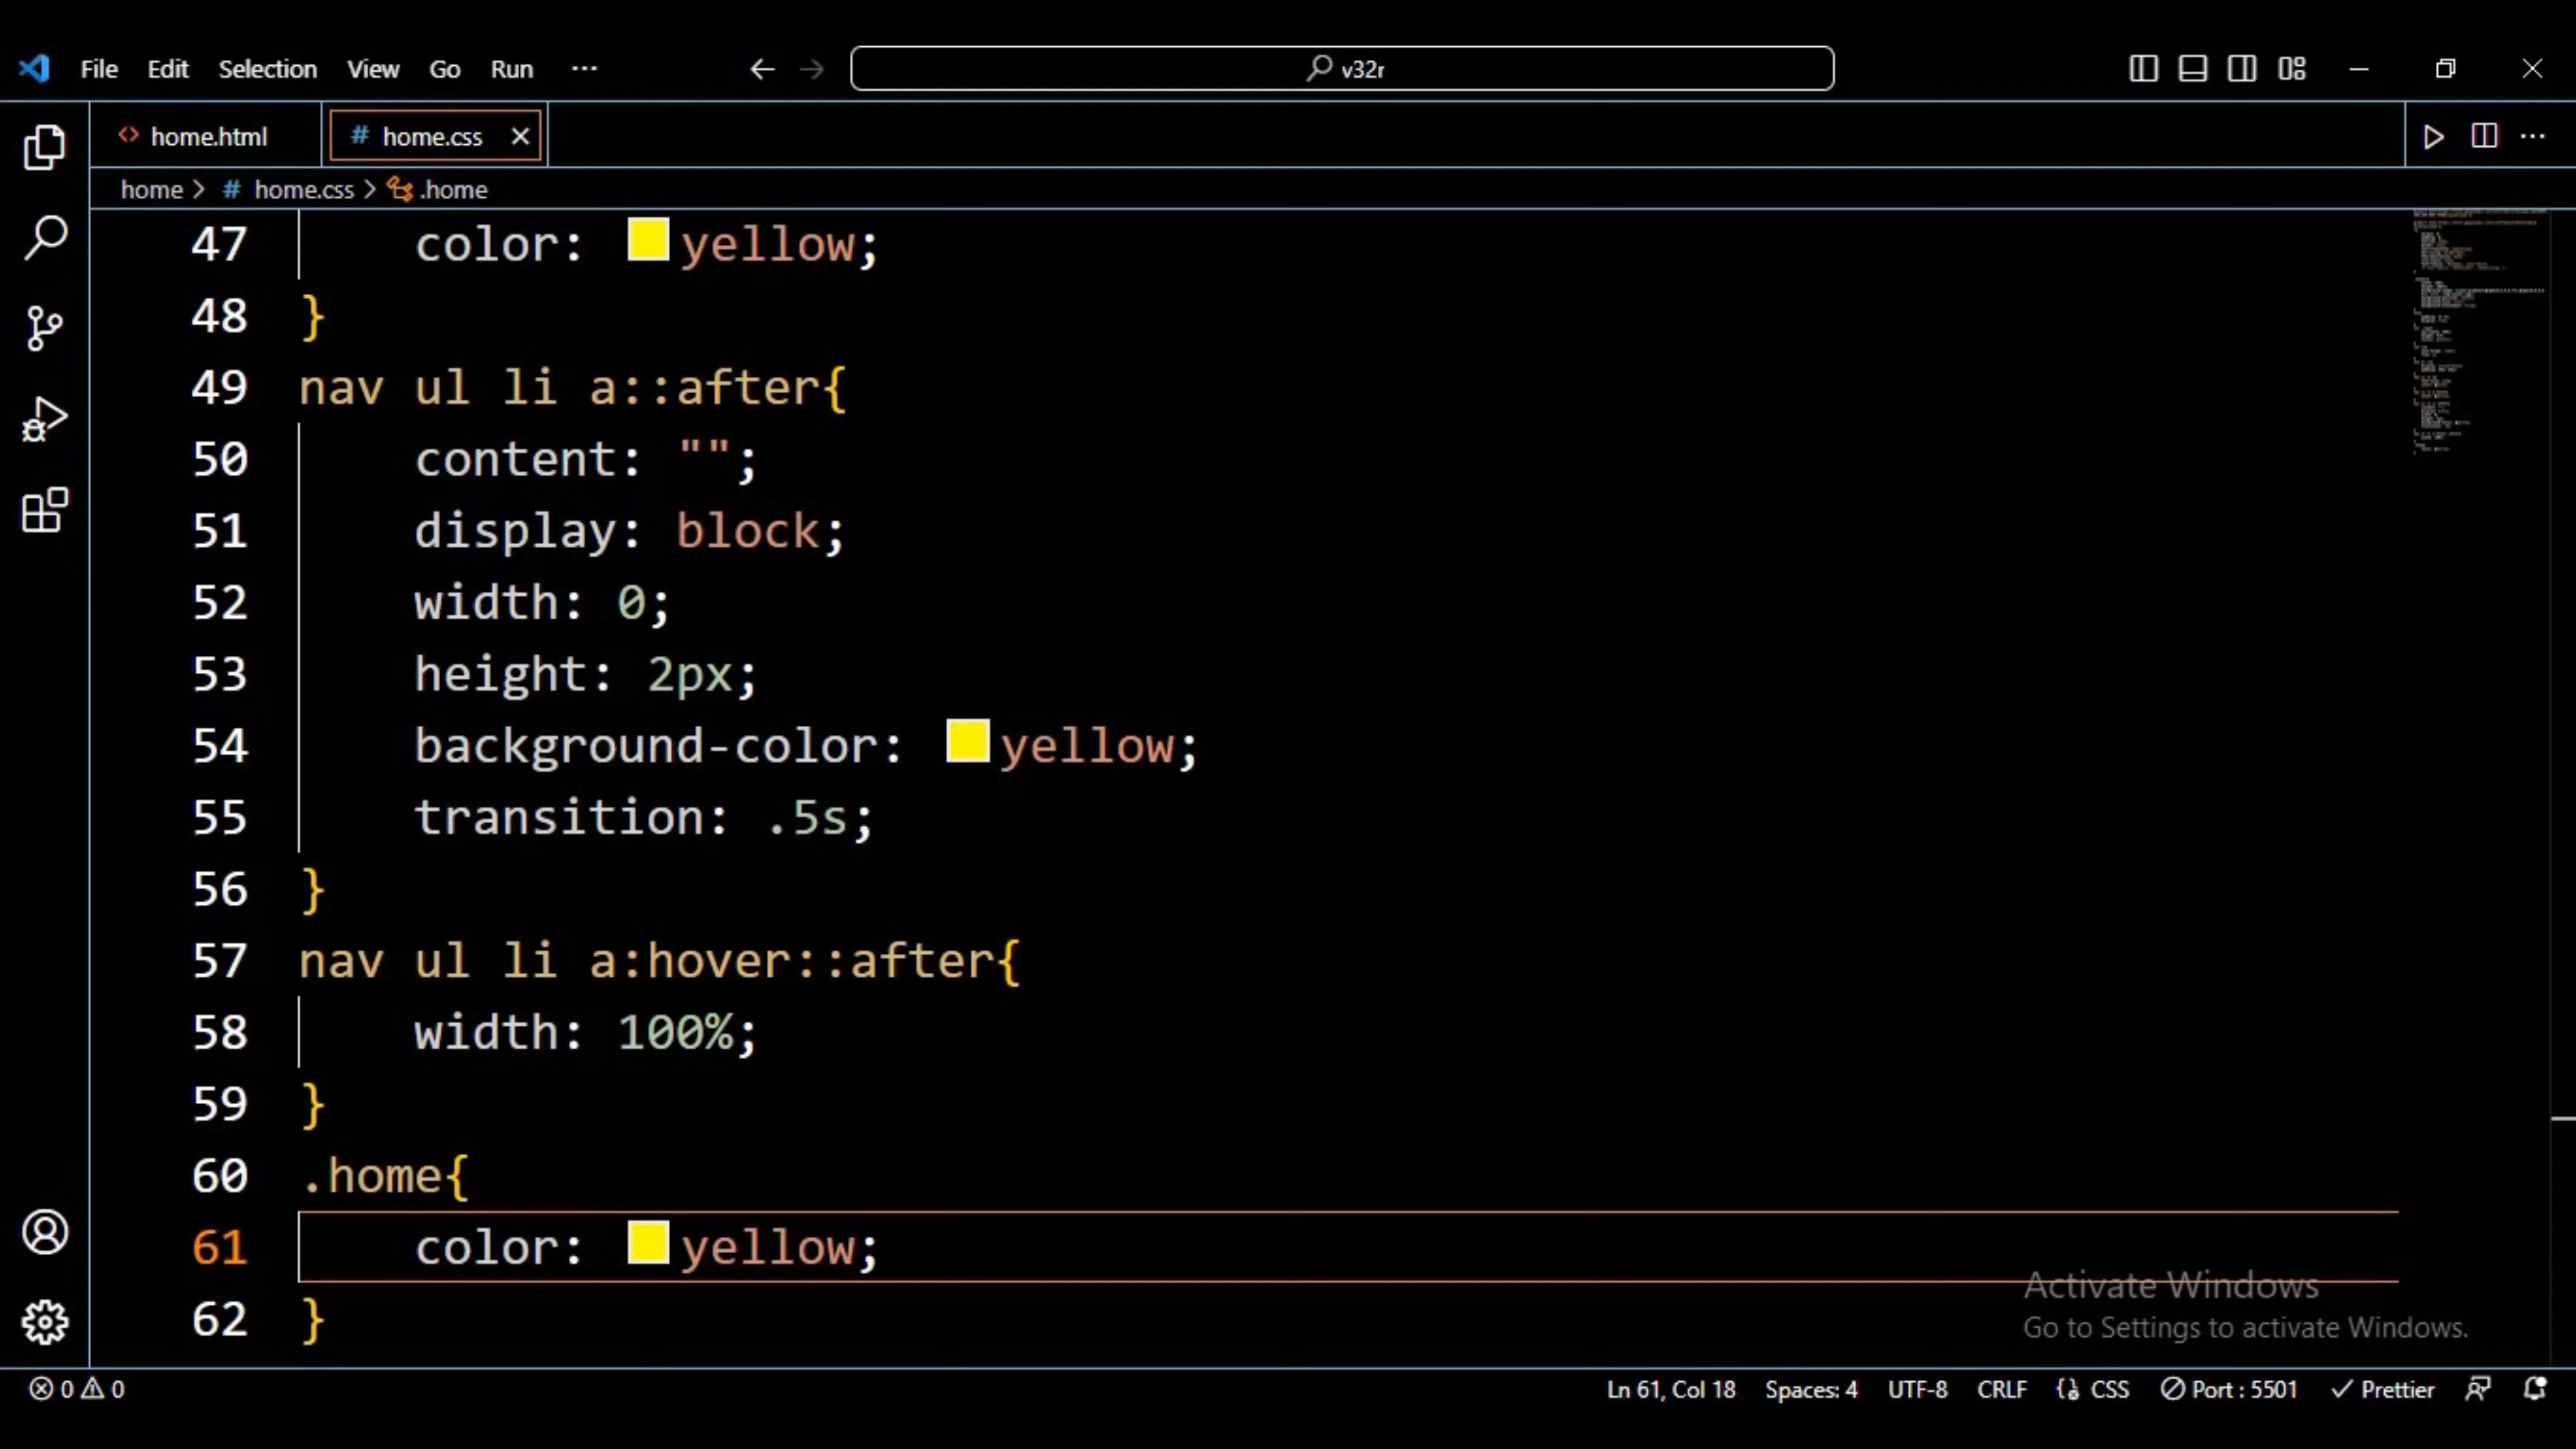 File Edit Selection View Go Run ... v32r
<> home.html # home.css
home > # home.css > .home
47 color: yellow;
48 }
49 nav ul li a::after{
50 content: "";
51 display: block;
52 width: 0;
53 height: 2px;
54 background-color: yellow;
55 transition: .5s;
56 }
57 nav ul li a:hover::after{
58 width: 100%;
59 }
60 .home{
61 color: yellow;
62 }
Activate Windows
Go to Settings to activate Windows.
0 0 Ln 61, Col 18 Spaces: 4 UTF-8 CRLF CSS Port : 5501 Prettier